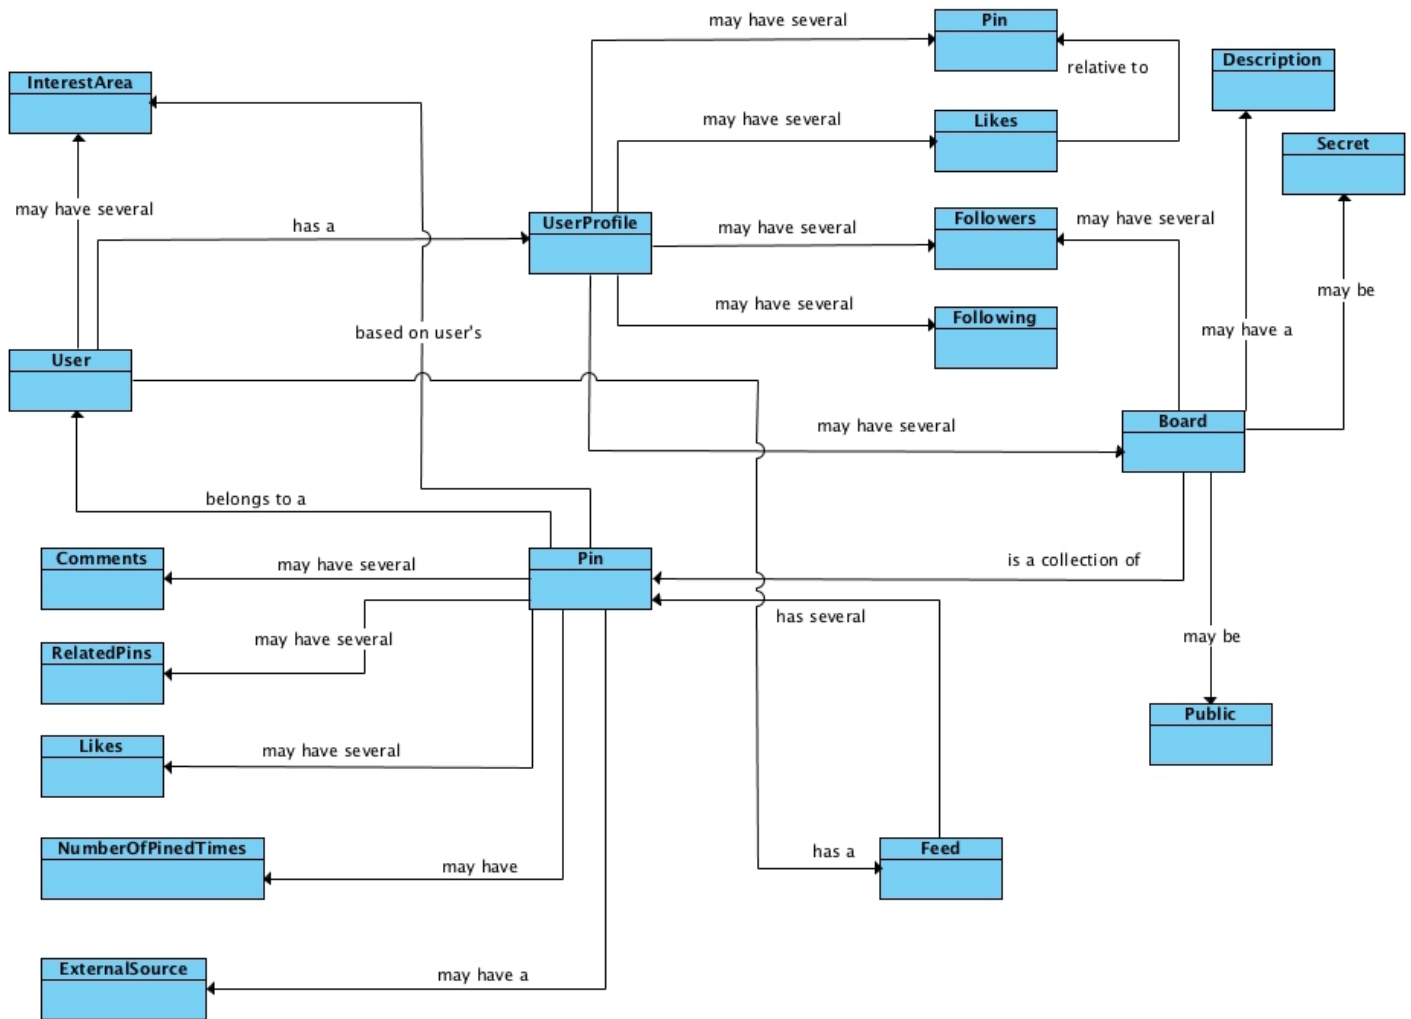 may have several
Pin
relative to
Description
InterestArea
may have several
Likes
Secret
may have several
has a
UserProfile
may have several
Followers
may have several
may have several
Following
may be
based on user's
may have a
User
may have several
Board
belongs to a
Comments
may have several
Pin
is a collection of
has several
may have several
RelatedPins
may be
Public
Likes
may have several
NumberOfPinedTimes
may have
has a
Feed
ExternalSource
may have a